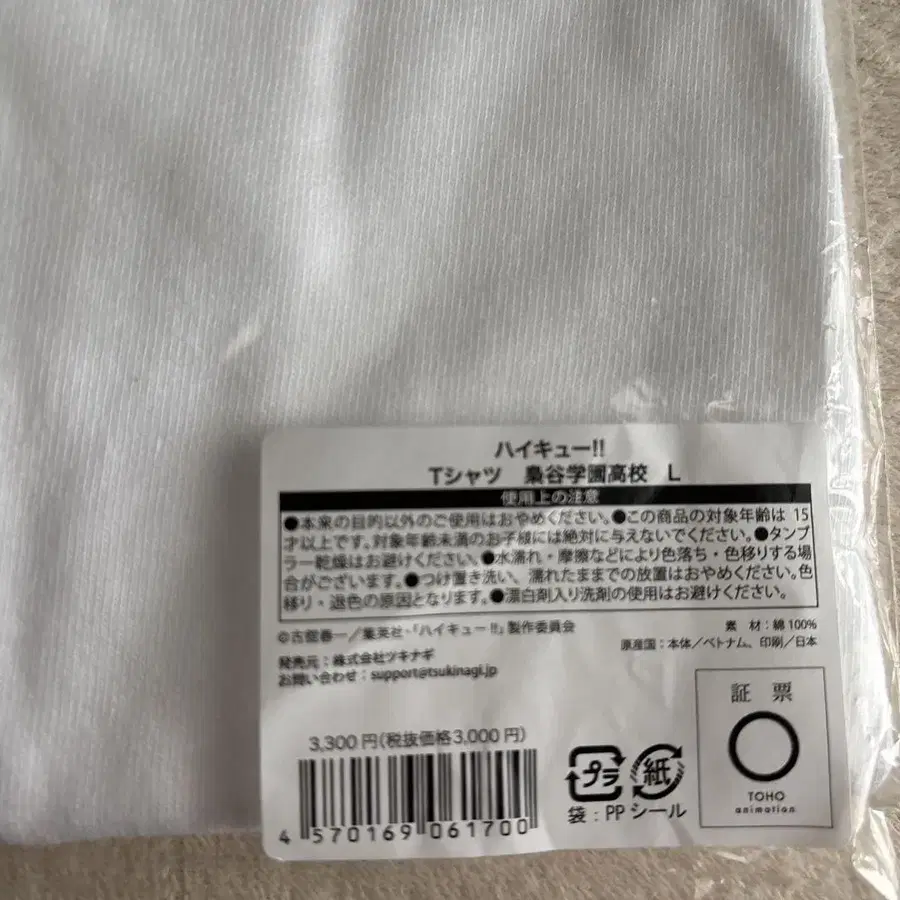 ハイキュー!!
Tシャツ　梟谷学園高校　L
使用上の注意
●本来の目的以外のご使用はおやめください。●この商品の対象年齢は 15
才以上です。対象年齢未満のお子様には絶対に与えないでください。●タンブ
ラー乾燥はお避けください。●水濡れ・摩擦などにより色落ち・色移りする場
合がございます。●つけ置き洗い、濡れたままでの放置はおやめください。色
移り・退色の原因となります。●漂白剤入り洗剤の使用はお避けください。
©古舘春一／集英社・「ハイキュー!!」製作委員会
素　材：綿 100%
原産国：本体／ベトナム、印刷／日本
発売元：株式会社ツキナギ
お問い合わせ：support@tsukinagi.jp
3,300 円（税抜価格3,000 円）
4 570169 061700
プラ
紙
袋：PP シール
証　票
TOHO
animation